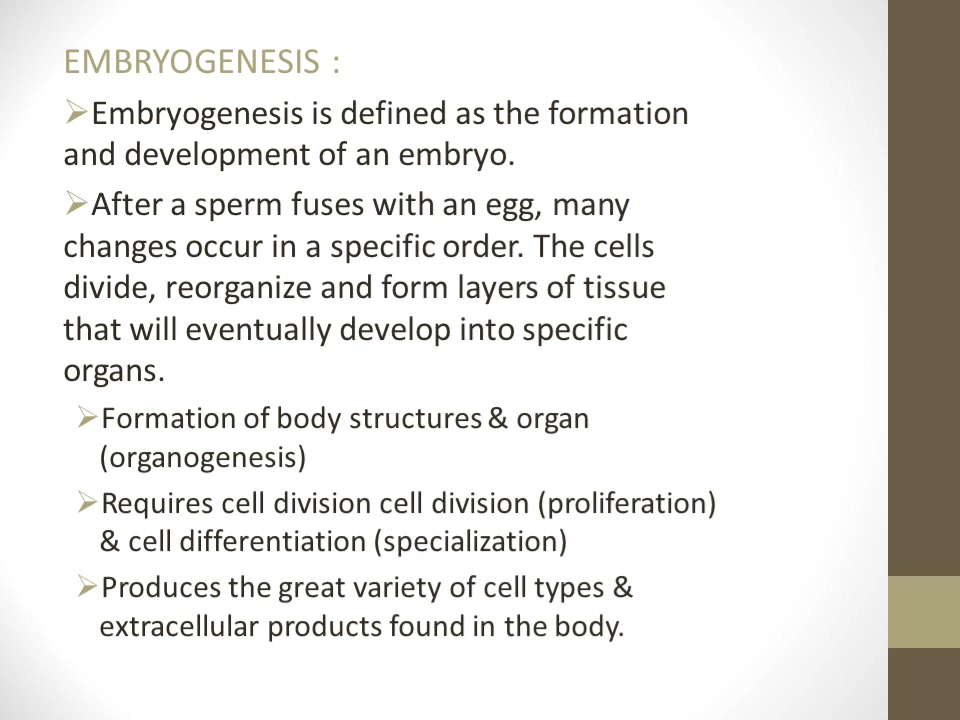 EMBRYOGENESIS :
➢Embryogenesis is defined as the formation
and development of an embryo.
➢After a sperm fuses with an egg, many
changes occur in a specific order. The cells
divide, reorganize and form layers of tissue
that will eventually develop into specific
organs.
➢Formation of body structures & organ
(organogenesis)
➢Requires cell division cell division (proliferation)
& cell differentiation (specialization)
➢Produces the great variety of cell types &
extracellular products found in the body.